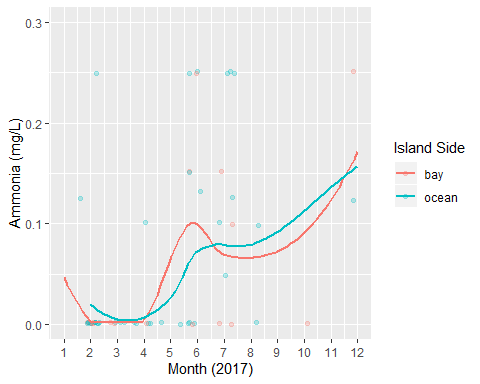 0.3
0.2
0.1
0.0
Ammonia (mg/L)
1 2 3 4 5 6 7 8 9 10 11 12
Month (2017)
Island Side
bay
ocean